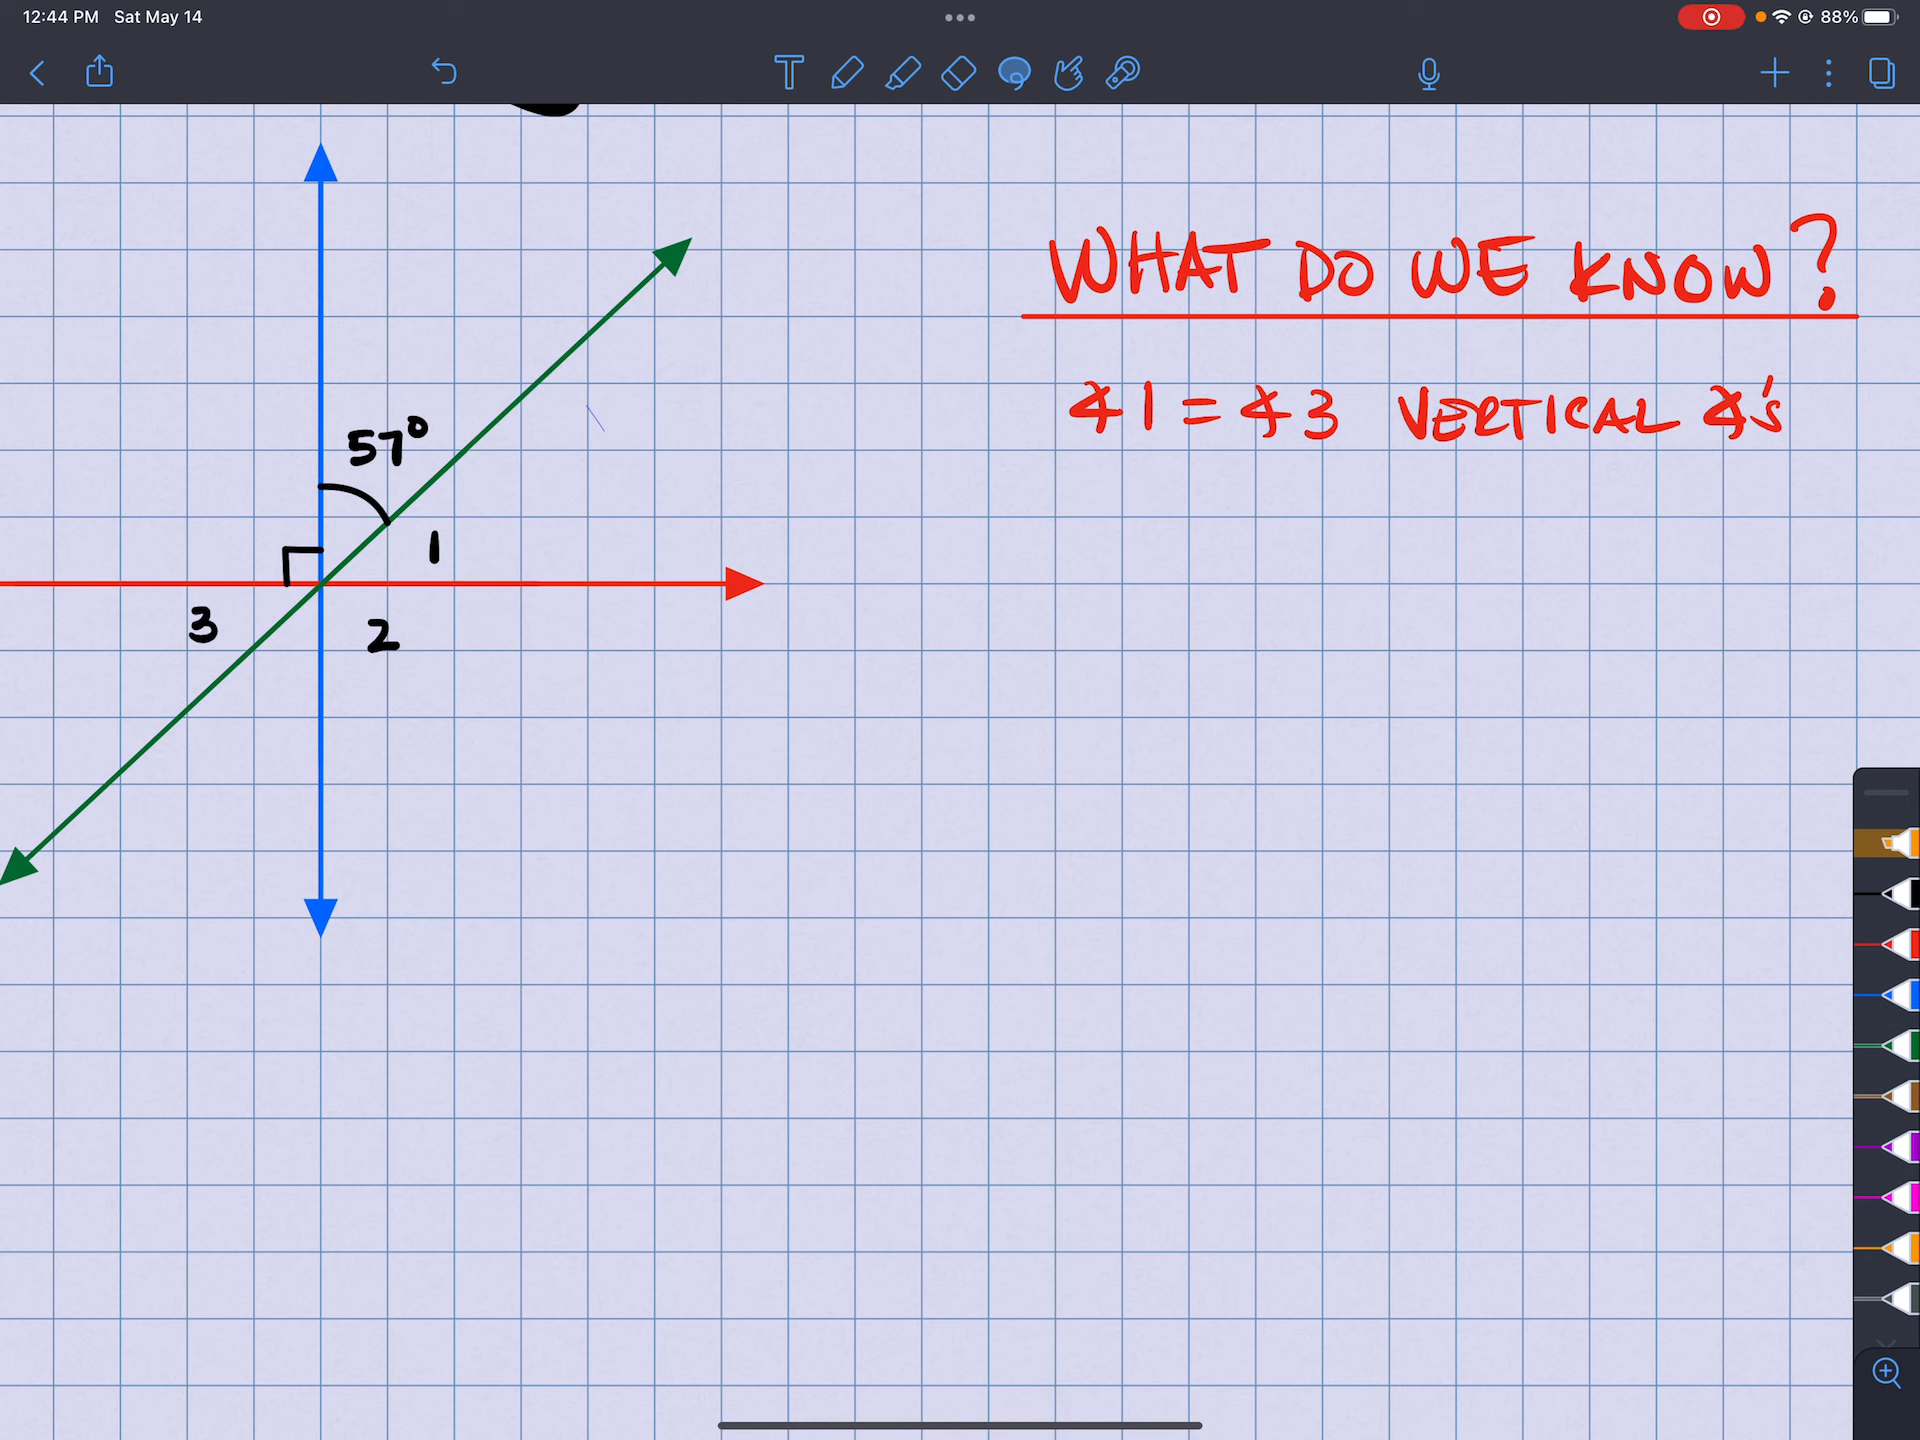 12:44 PM Sat May 14
88%
WHAT DO WE KNOW?
∢1 = ∢3 VERTICAL ∢'s
57°
1
3
2